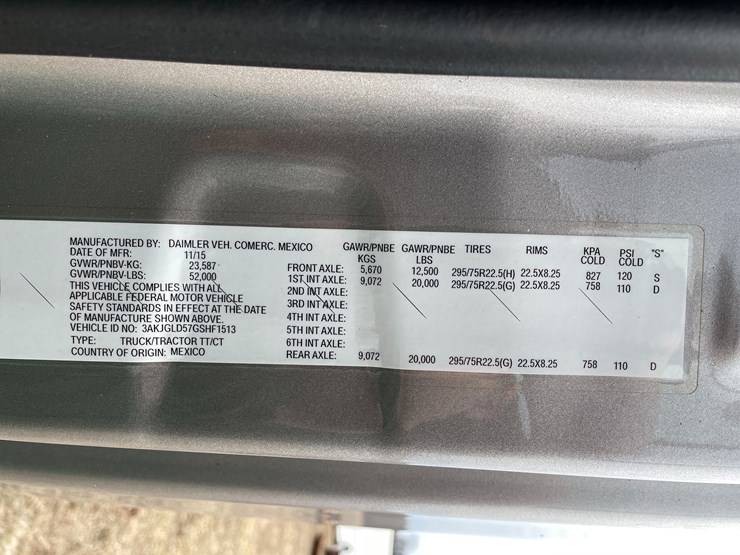 MANUFACTURED BY: DAIMLER VEH. COMERC. MEXICO
DATE OF MFR: 11/15
GVWR/PNBV-KG: 23,587
GVWR/PNBV-LBS: 52,000
THIS VEHICLE COMPLIES WITH ALL
APPLICABLE FEDERAL MOTOR VEHICLE
SAFETY STANDARDS IN EFFECT AT THE DATE
OF MANUFACTURE SHOWN ABOVE.
VEHICLE ID NO: 3AKJGLD57GSHF1513
TYPE: TRUCK/TRACTOR TT/CT
COUNTRY OF ORIGIN: MEXICO
GAWR/PNBE KGS GAWR/PNBE LBS TIRES RIMS KPA COLD PSI COLD "S"
FRONT AXLE: 5,670 12,500 295/75R22.5(H) 22.5X8.25 827 120 S
1ST INT AXLE: 9,072 20,000 295/75R22.5(G) 22.5X8.25 758 110 D
2ND INT AXLE:
3RD INT AXLE:
4TH INT AXLE:
5TH INT AXLE:
6TH INT AXLE:
REAR AXLE: 9,072 20,000 295/75R22.5(G) 22.5X8.25 758 110 D